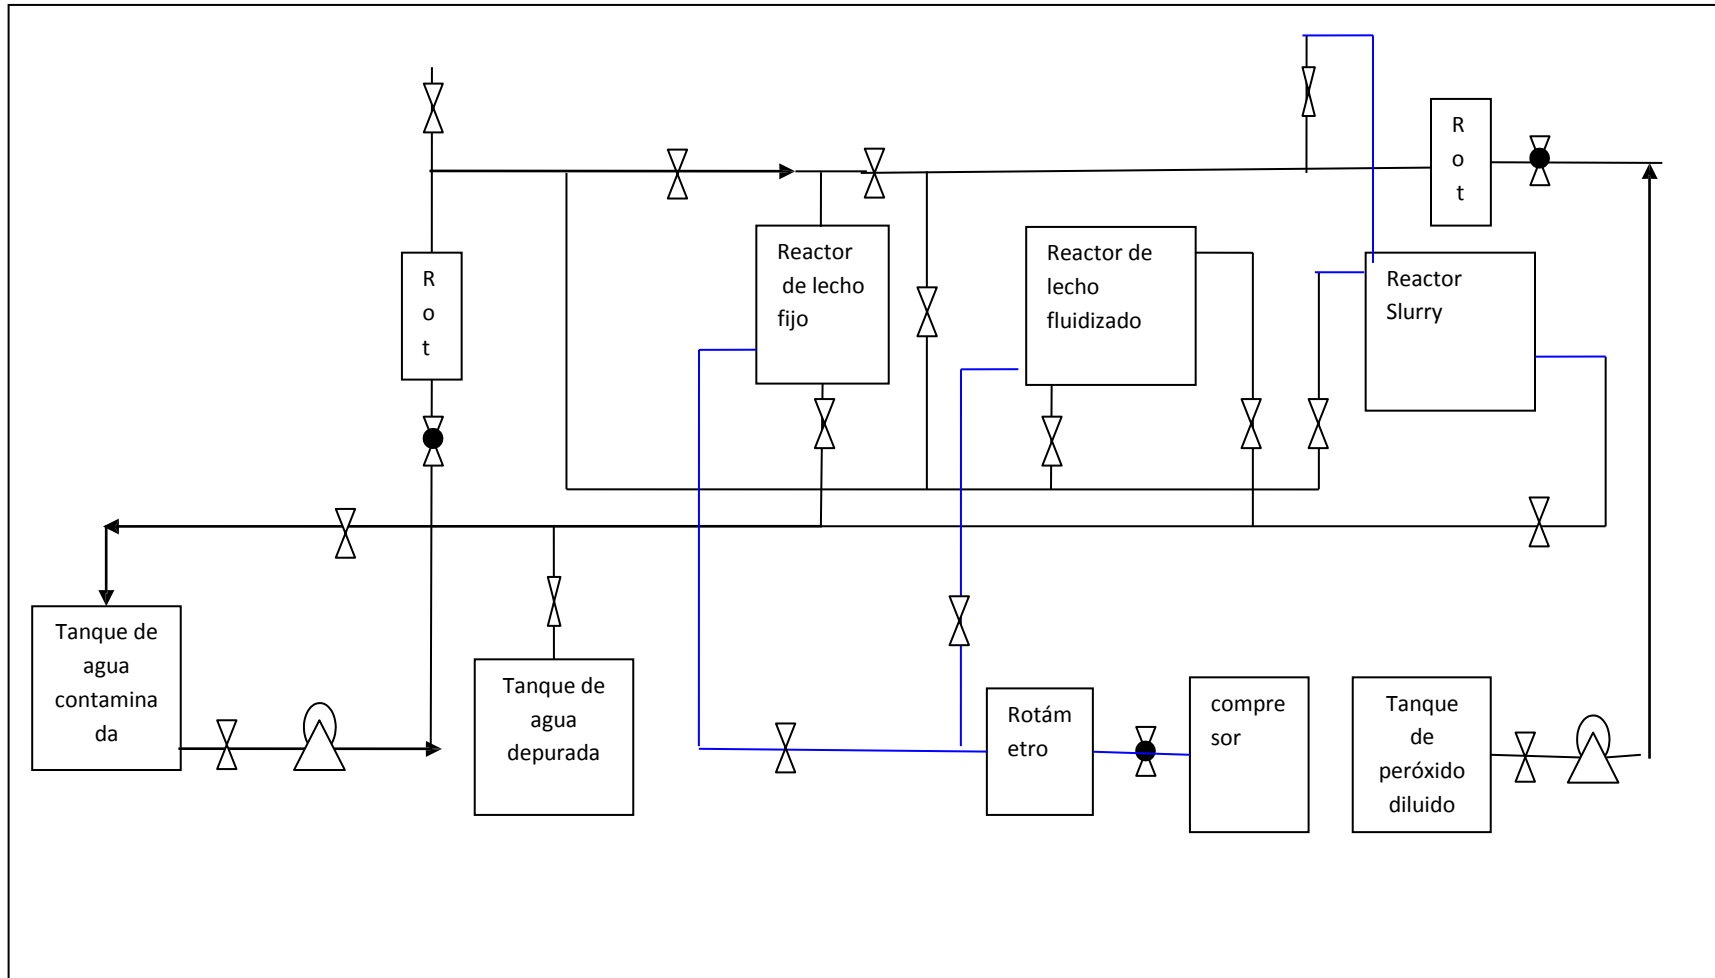 R
o
t
R
o
t
Reactor
de lecho
fijo
Reactor de
lecho
fluidizado
Reactor
Slurry
Tanque de
agua
contamina
da
Tanque de
agua
depurada
Rotám
etro
compre
sor
Tanque
de
peróxido
diluido